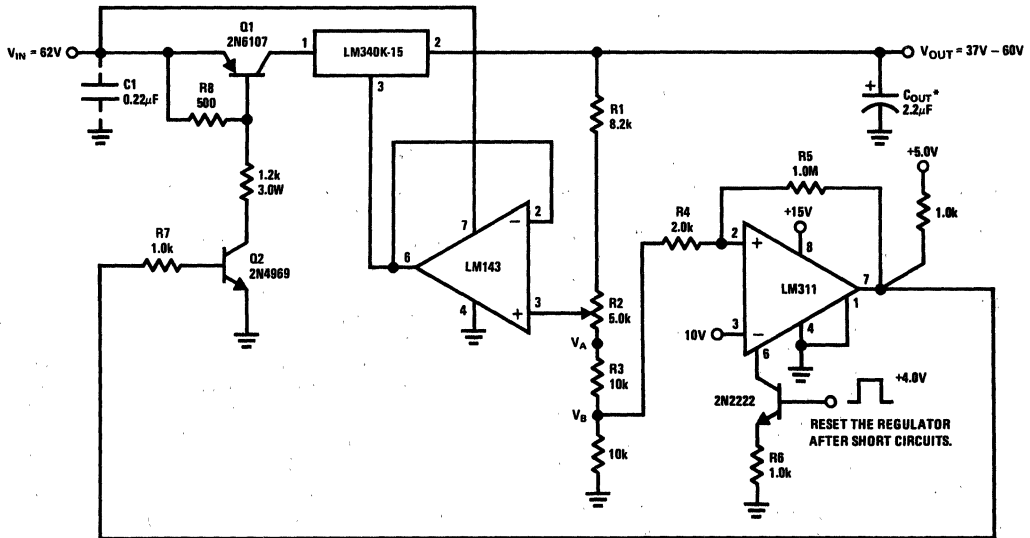 Q1
2N6107
V_IN = 62V
1
LM340K-15
2
V_OUT = 37V – 60V
3
C1
0.22μF
R8
500
R1
8.2k
+
C_OUT*
2.2μF
+5.0V
1.2k
3.0W
R5
1.0M
1.0k
R4
2.0k
+15V
7
2
–
6
LM143
2
+
8
7
LM311
1
R7
1.0k
Q2
2N4969
4
+
3
R2
5.0k
10V
3
–
4
6
V_A
R3
10k
V_B
2N2222
+4.0V
RESET THE REGULATOR
AFTER SHORT CIRCUITS.
10k
R6
1.0k